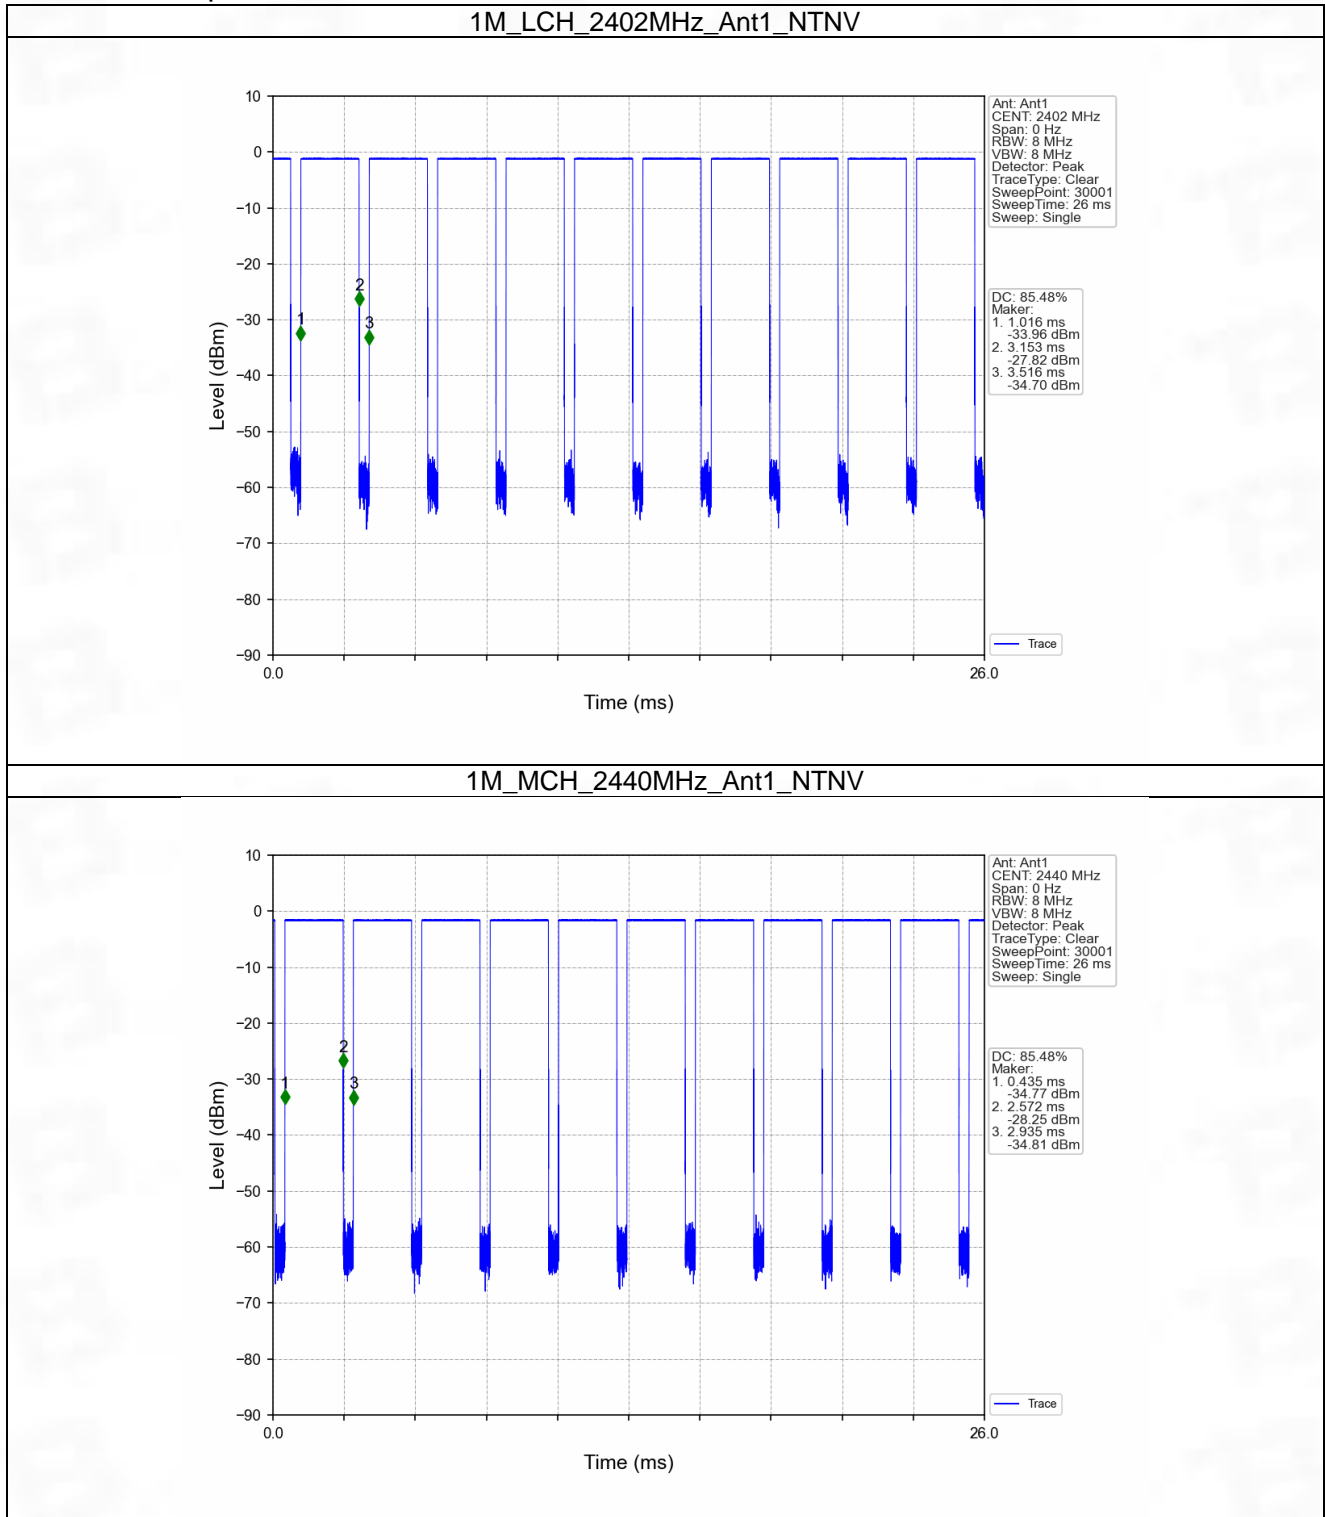 1M_LCH_2402MHz_Ant1_NTNV
10
0
−10
−20
−30
−40
−50
−60
−70
−80
−90
Level (dBm)
1
2
3
0.0
26.0
Time (ms)
Ant: Ant1
CENT: 2402 MHz
Span: 0 Hz
RBW: 8 MHz
VBW: 8 MHz
Detector: Peak
TraceType: Clear
SweepPoint: 30001
SweepTime: 26 ms
Sweep: Single
DC: 85.48%
Maker:
1. 1.016 ms
-33.96 dBm
2. 3.153 ms
-27.82 dBm
3. 3.516 ms
-34.70 dBm
Trace
1M_MCH_2440MHz_Ant1_NTNV
10
0
−10
−20
−30
−40
−50
−60
−70
−80
−90
Level (dBm)
1
2
3
0.0
26.0
Time (ms)
Ant: Ant1
CENT: 2440 MHz
Span: 0 Hz
RBW: 8 MHz
VBW: 8 MHz
Detector: Peak
TraceType: Clear
SweepPoint: 30001
SweepTime: 26 ms
Sweep: Single
DC: 85.48%
Maker:
1. 0.435 ms
-34.77 dBm
2. 2.572 ms
-28.25 dBm
3. 2.935 ms
-34.81 dBm
Trace